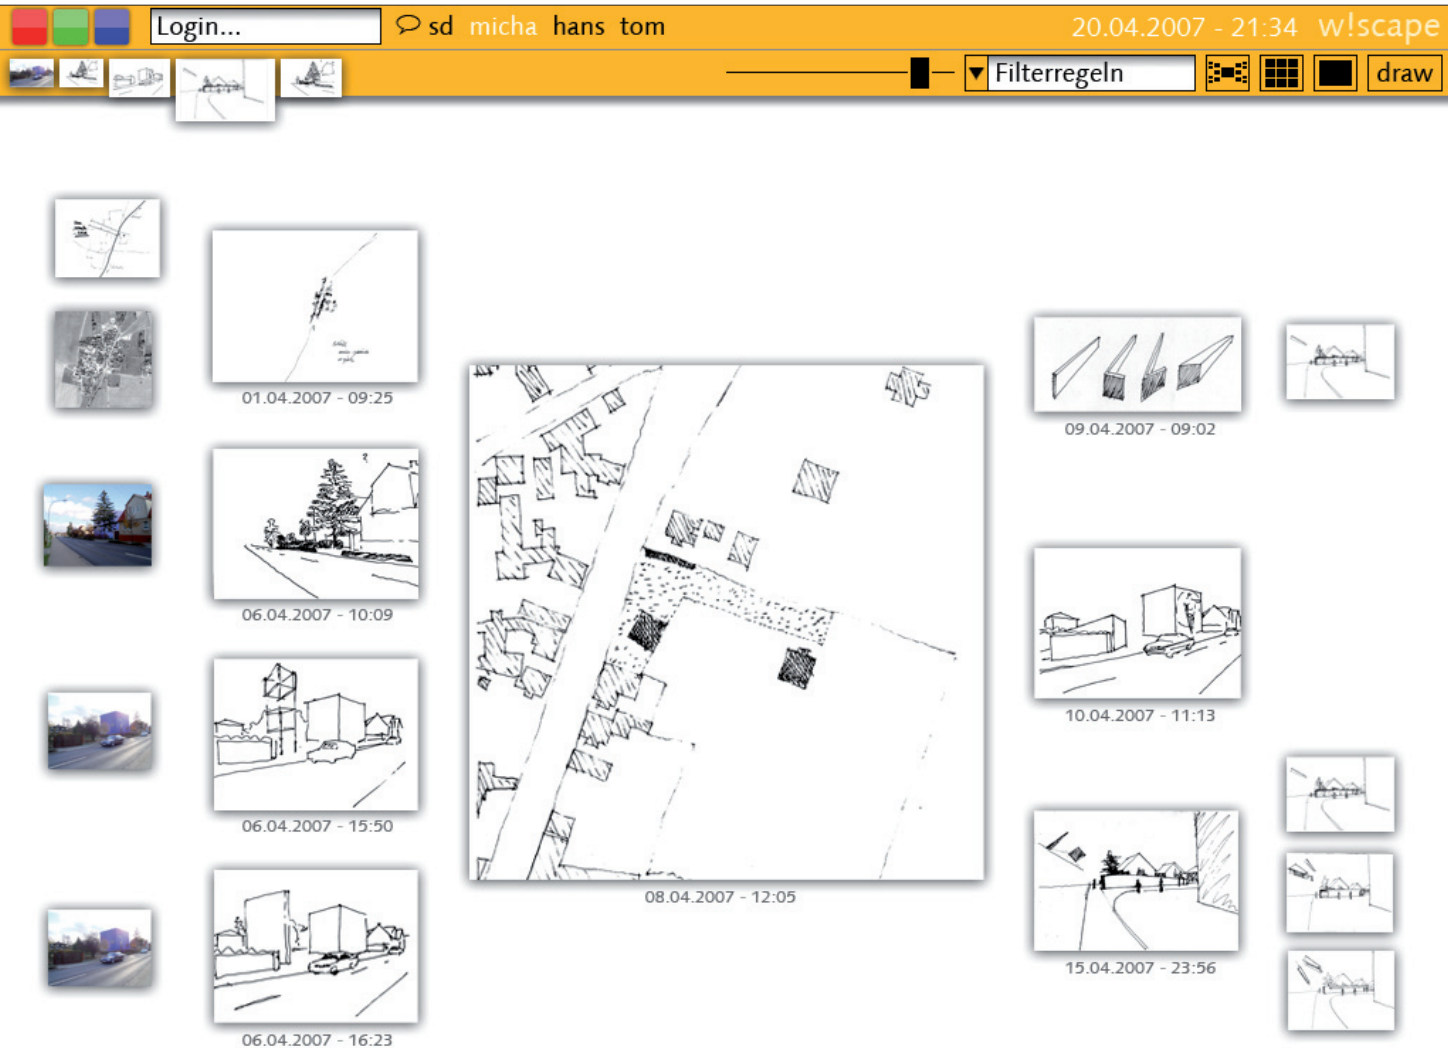 Login...
sd micha hans tom
20.04.2007 - 21:34 w!scape
Filterregeln
draw
01.04.2007 - 09:25
09.04.2007 - 09:02
?
06.04.2007 - 10:09
10.04.2007 - 11:13
06.04.2007 - 15:50
08.04.2007 - 12:05
15.04.2007 - 23:56
06.04.2007 - 16:23